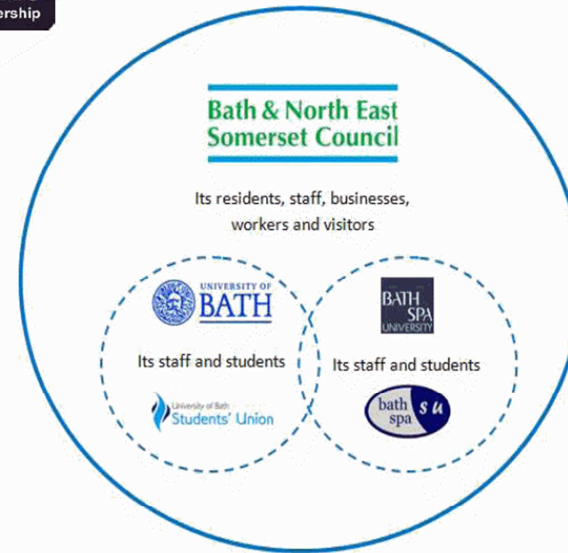 ership
Bath & North East
Somerset Council
Its residents, staff, businesses,
workers and visitors
UNIVERSITY OF
BATH
Its staff and students
University of Bath
Students' Union
BATH
SPA
UNIVERSITY
Its staff and students
bath
spa
su